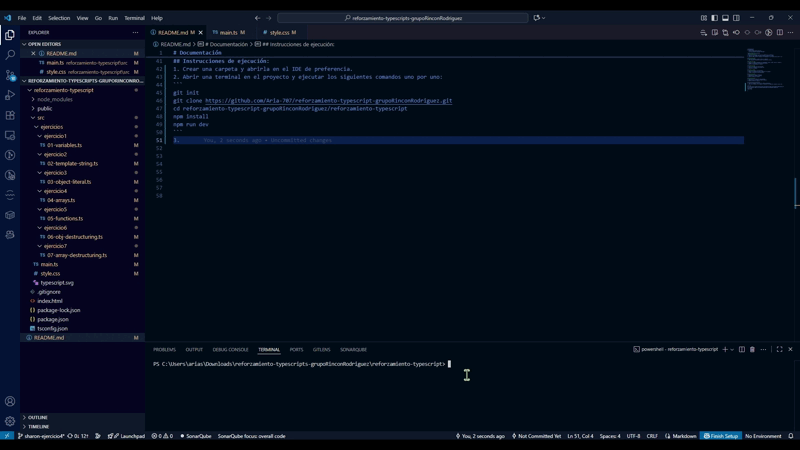 File Edit Selection View Go Run Terminal Help
reforzamiento-typescripts-grupoRinconRodriguez
EXPLORER
OPEN EDITORS
README.md M
TS main.ts reforzamiento-typescript\src M
# style.css reforzamiento-typescript\src M
REFORZAMIENTO-TYPESCRIPTS-GRUPORINCONRO...
reforzamiento-typescript
node_modules
public
src
ejercicios
ejercicio1
TS 01-variables.ts M
ejercicio2
TS 02-template-string.ts M
ejercicio3
TS 03-object-literal.ts M
ejercicio4
TS 04-arrays.ts M
ejercicio5
TS 05-functions.ts M
ejercicio6
TS 06-obj-destructuring.ts M
ejercicio7
TS 07-array-destructuring.ts M
TS main.ts M
# style.css M
typescript.svg
.gitignore
index.html
package-lock.json
package.json
tsconfig.json
README.md M
OUTLINE
TIMELINE
README.md M
TS main.ts M
# style.css M
README.md > # Documentación > ## Instrucciones de ejecución:
1 # Documentación
41 ## Instrucciones de ejecución:
42 1. Crear una carpeta y abrirla en el IDE de preferencia.
43 2. Abrir una terminal en el proyecto y ejecutar los siguientes comandos uno por uno:
44 ```
45 git init
46 git clone https://github.com/Aria-707/reforzamiento-typescript-grupoRinconRodriguez.git
47 cd reforzamiento-typescript-grupoRinconRodriguez/reforzamiento-typescript
48 npm install
49 npm run dev
50 ```
51 3. You, 3 seconds ago • Uncommitted changes
52
53
54
55
56
57
58
PROBLEMS OUTPUT DEBUG CONSOLE TERMINAL PORTS GITLENS SONARQUBE
powershell - reforzamiento-typescript
PS C:\Users\arias\Downloads\reforzamiento-typescripts-grupoRinconRodriguez\reforzamiento-typescript>
sharon-ejercicio4* 0↓ 12↑ Launchpad 0 0 SonarQube SonarQube focus: overall code You, 2 seconds ago Not Committed Yet Ln 51, Col 4 Spaces: 4 UTF-8 CRLF Markdown Finish Setup No Environment